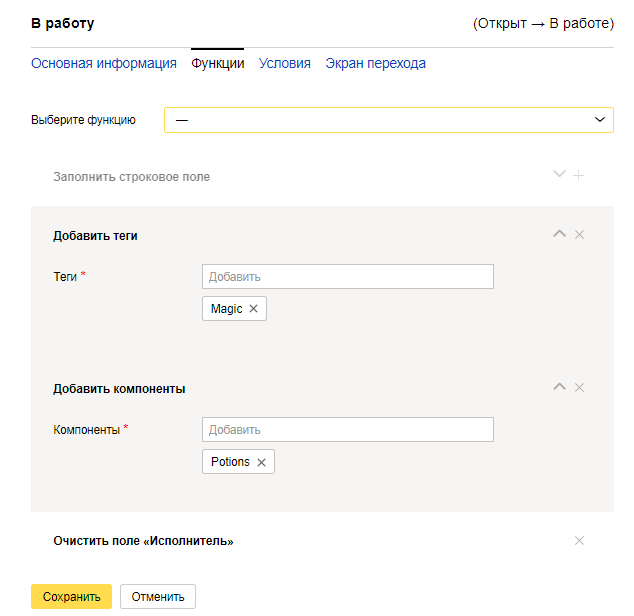 В работу (Открыт → В работе)
Основная информация Функции Условия Экран перехода
Выберите функцию —
Заполнить строковое поле
Добавить теги
Теги * Добавить
Magic ×
Добавить компоненты
Компоненты * Добавить
Potions ×
Очистить поле «Исполнитель»
Сохранить Отменить